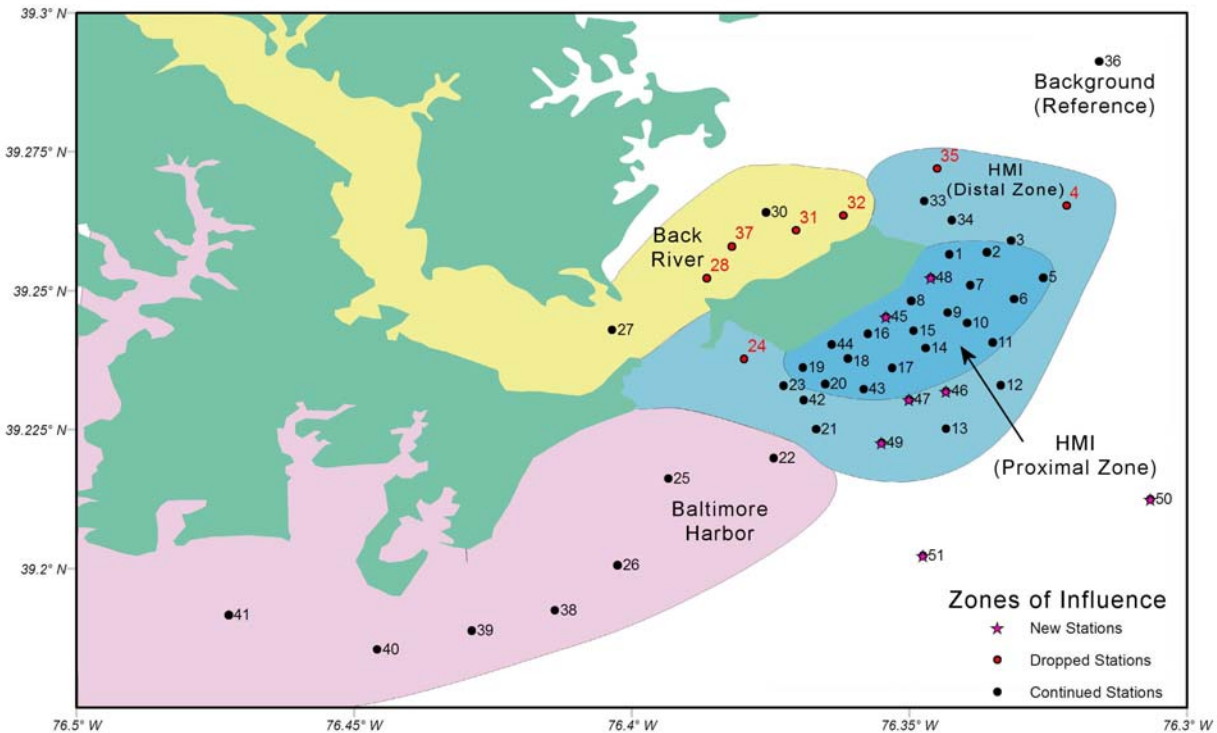 39.3° N
36
Background
(Reference)
39.275° N
35
HMI
(Distal Zone)
4
33
34
30
32
31
37
Back
River
28
3
1
2
48
5
7
39.25° N
8
6
45
9
10
27
16
15
44
14
11
24
18
19
17
23
20
43
46
12
42
47
39.225° N
21
13
49
HMI
(Proximal Zone)
22
25
50
Baltimore
Harbor
51
39.2° N
26
Zones of Influence
41
38
39
New Stations
40
Dropped Stations
Continued Stations
76.5° W
76.45° W
76.4° W
76.35° W
76.3° W